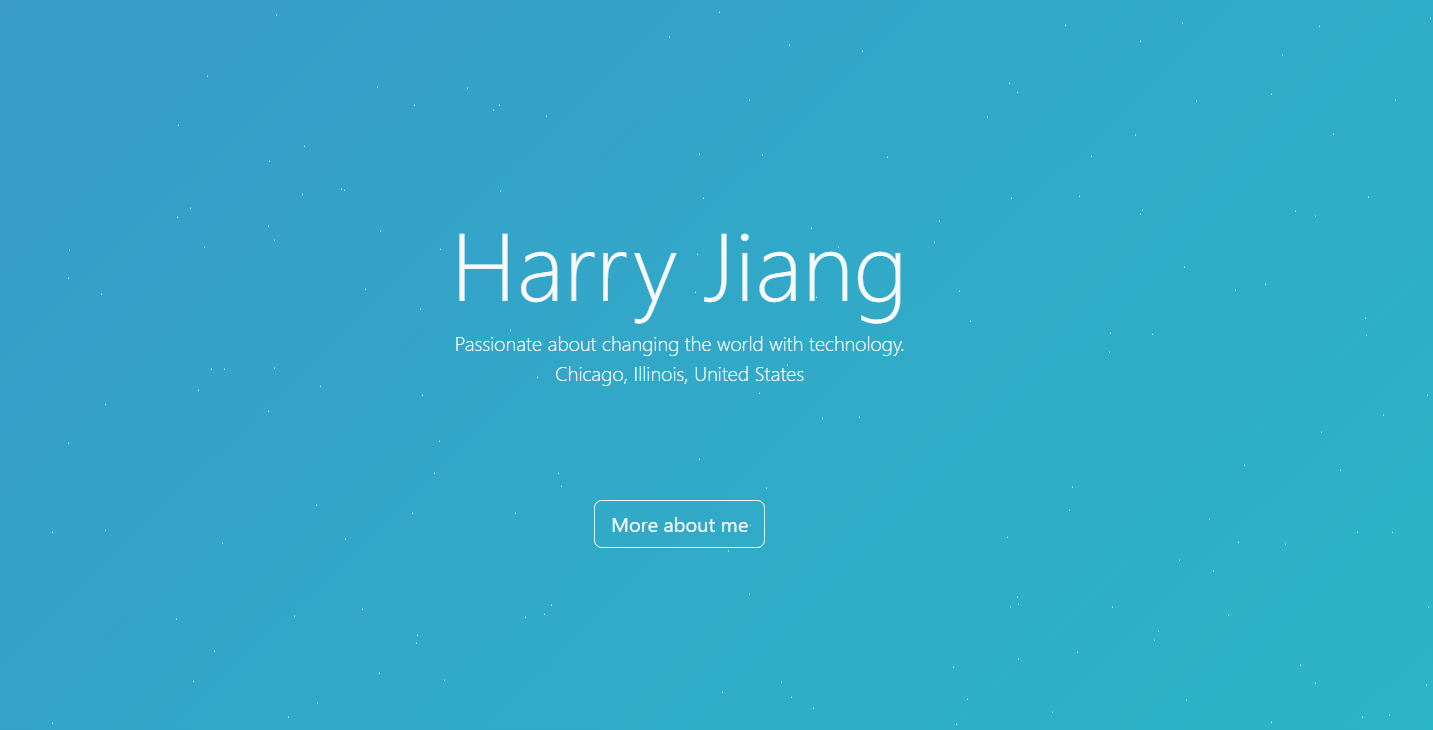 Harry Jiang
Passionate about changing the world with technology.
Chicago, Illinois, United States
More about me